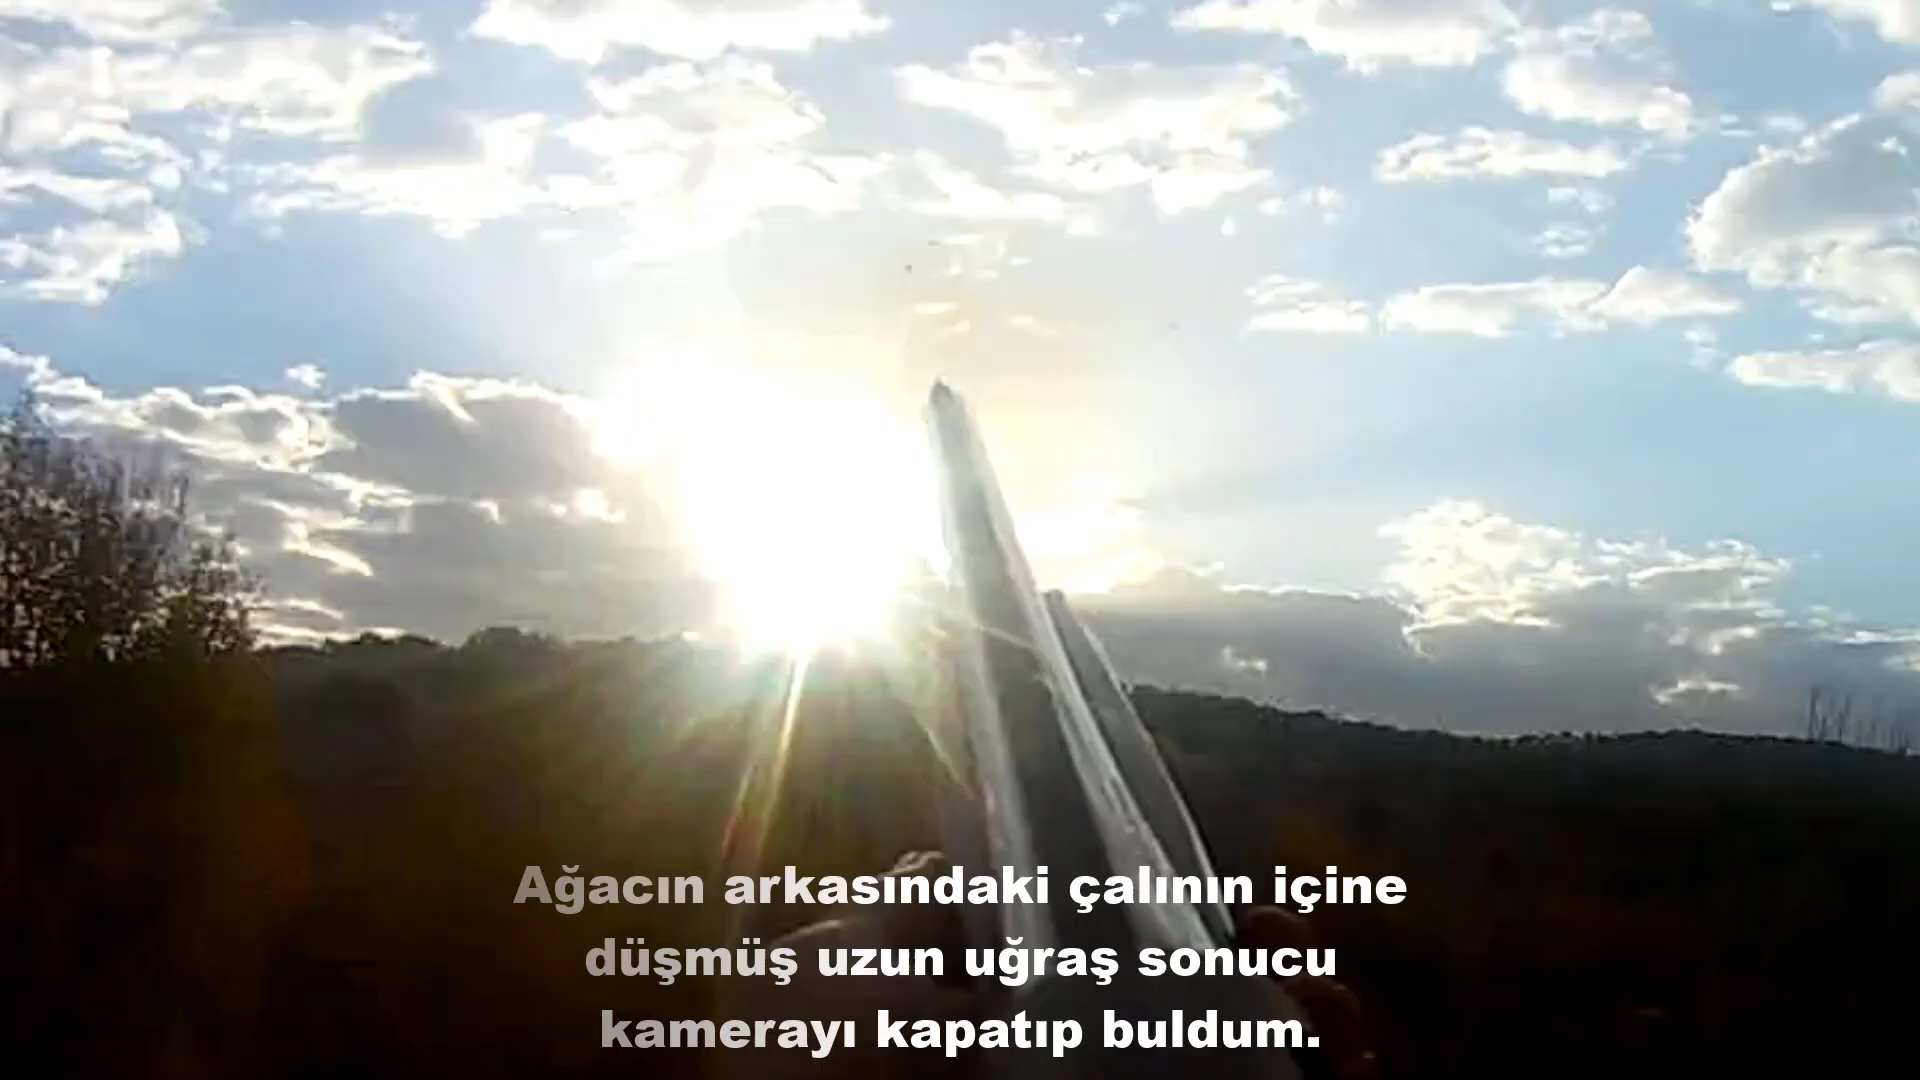 Ağacın arkasındaki çalının içine
düşmüş uzun uğraş sonucu
kamerayı kapatıp buldum.